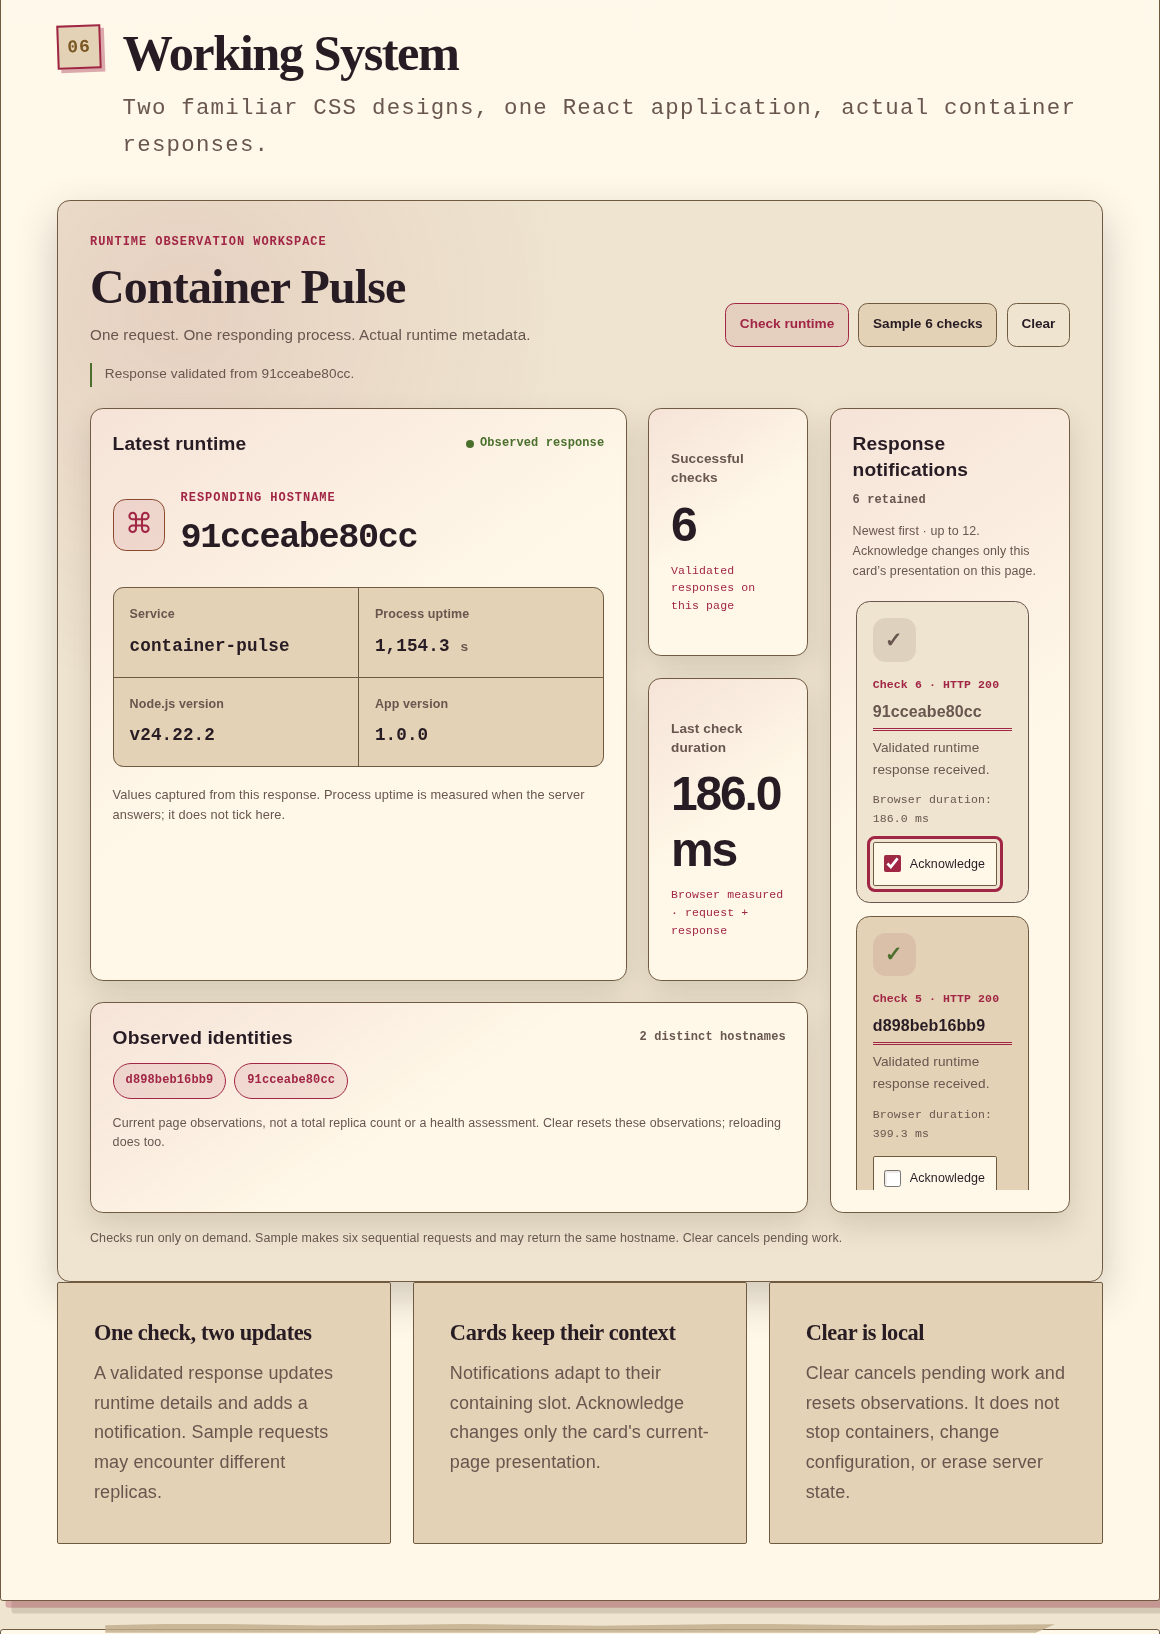 06
Working System
Two familiar CSS designs, one React application, actual container
responses.
RUNTIME OBSERVATION WORKSPACE
Container Pulse
One request. One responding process. Actual runtime metadata.
Response validated from 91cceabe80cc.
Check runtime
Sample 6 checks
Clear
Latest runtime
Observed response
RESPONDING HOSTNAME
⌘
91cceabe80cc
Service
container-pulse
Process uptime
1,154.3 s
Node.js version
v24.22.2
App version
1.0.0
Values captured from this response. Process uptime is measured when the server
answers; it does not tick here.
Successful
checks
6
Validated
responses on
this page
Last check
duration
186.0
ms
Browser measured
· request +
response
Response
notifications
6 retained
Newest first · up to 12.
Acknowledge changes only this
card's presentation on this page.
✓
Check 6 · HTTP 200
91cceabe80cc
Validated runtime
response received.
Browser duration:
186.0 ms
Acknowledge
✓
Check 5 · HTTP 200
d898beb16bb9
Validated runtime
response received.
Browser duration:
399.3 ms
Acknowledge
Observed identities
2 distinct hostnames
d898beb16bb9
91cceabe80cc
Current page observations, not a total replica count or a health assessment. Clear resets these observations; reloading
does too.
Checks run only on demand. Sample makes six sequential requests and may return the same hostname. Clear cancels pending work.
One check, two updates
A validated response updates
runtime details and adds a
notification. Sample requests
may encounter different
replicas.
Cards keep their context
Notifications adapt to their
containing slot. Acknowledge
changes only the card's current-
page presentation.
Clear is local
Clear cancels pending work and
resets observations. It does not
stop containers, change
configuration, or erase server
state.